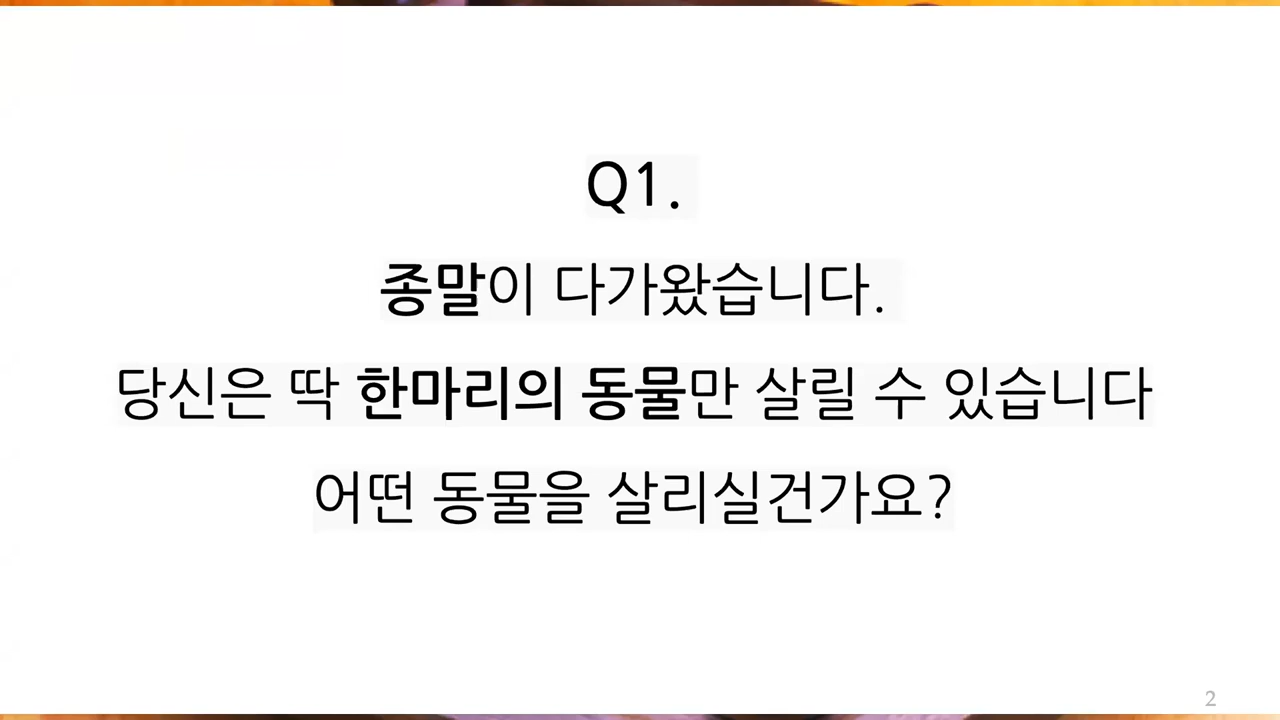 Q1.
종말이 다가왔습니다.
당신은 딱 한마리의 동물만 살릴 수 있습니다
어떤 동물을 살리실건가요?
2